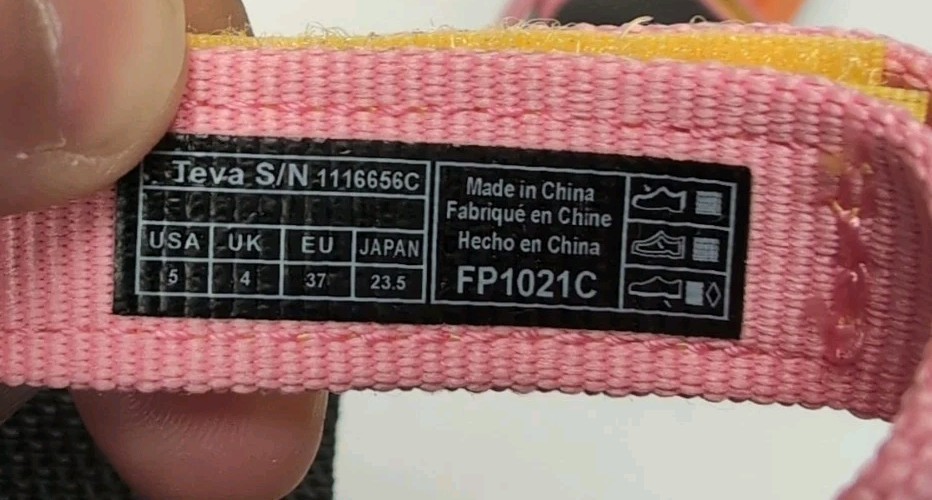 Teva S/N 1116656C
USA UK EU JAPAN
5 4 37 23.5
Made in China
Fabriqué en Chine
Hecho en China
FP1021C